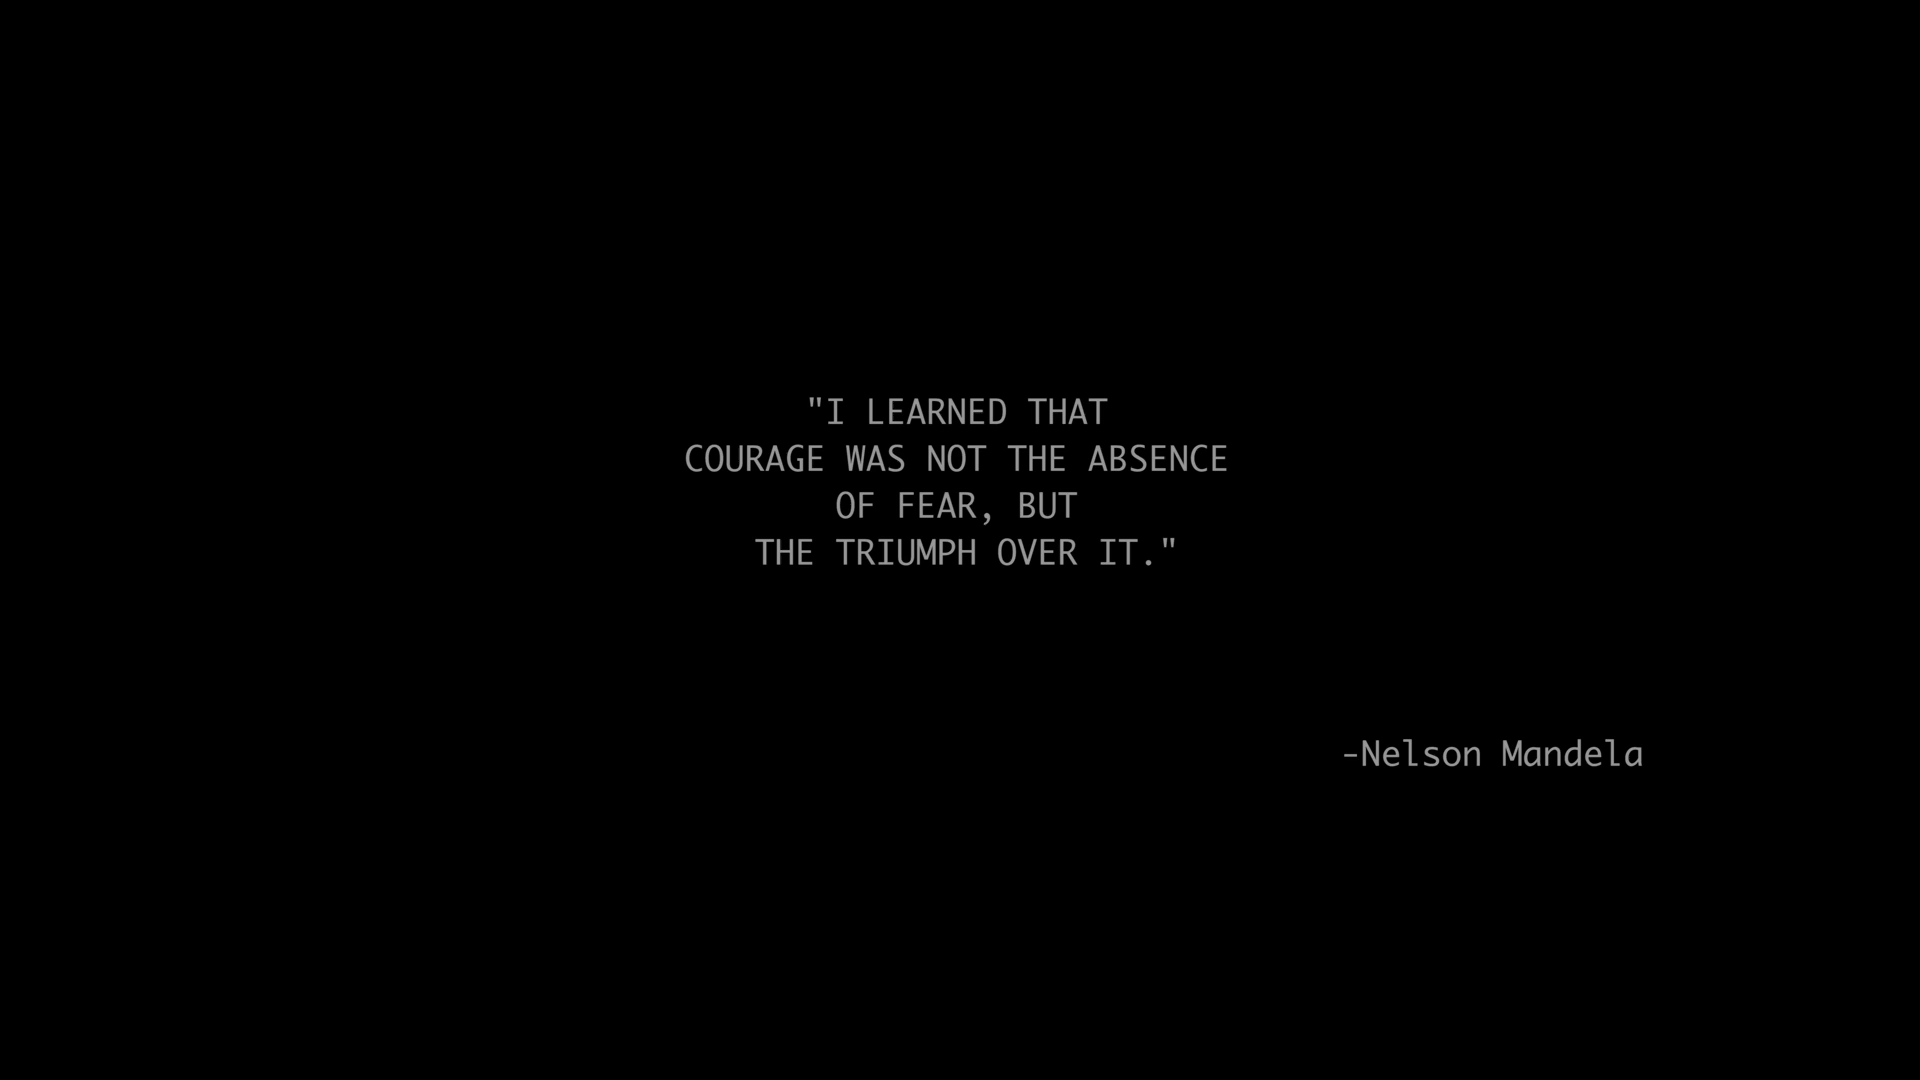 "I LEARNED THAT
COURAGE WAS NOT THE ABSENCE
OF FEAR, BUT
THE TRIUMPH OVER IT."
-Nelson Mandela